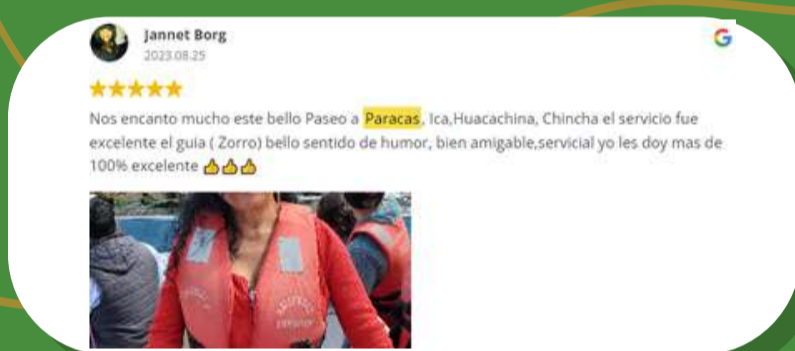 Jannet Borg
2023.08.25
Nos encanto mucho este bello Paseo a Paracas, Ica,Huacachina, Chincha el servicio fue
excelente el guia ( Zorro) bello sentido de humor, bien amigable,servicial yo les doy mas de
100% excelente 👍👍👍